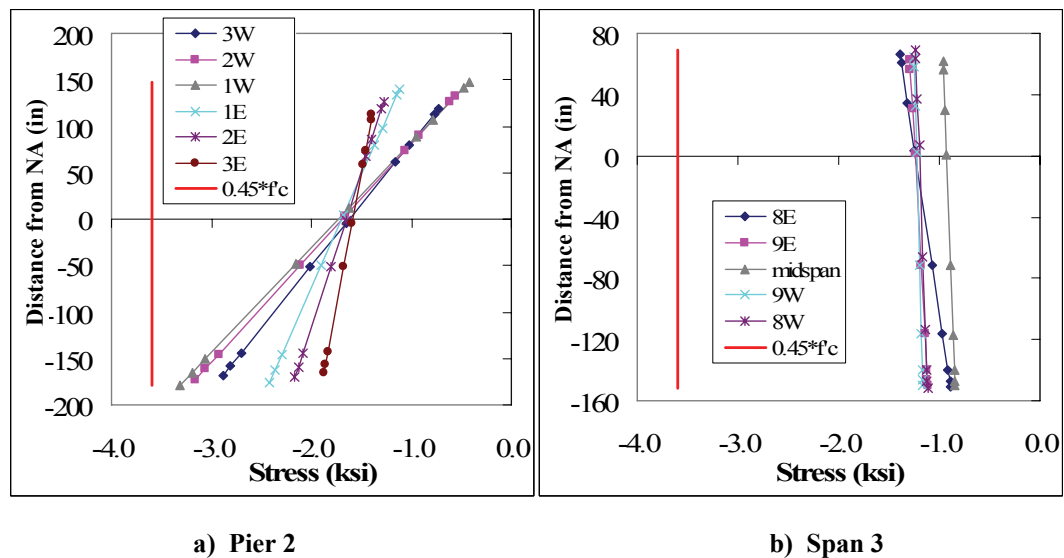 200
150
100
50
0
-50
-100
-150
-200
Distance from NA (in)
3W
2W
1W
1E
2E
3E
0.45*f'c
-4.0 -3.0 -2.0 -1.0 0.0
Stress (ksi)
a) Pier 2
80
40
0
-40
-80
-120
-160
Distance from NA (in)
8E
9E
midspan
9W
8W
0.45*f'c
-4.0 -3.0 -2.0 -1.0 0.0
Stress (ksi)
b) Span 3